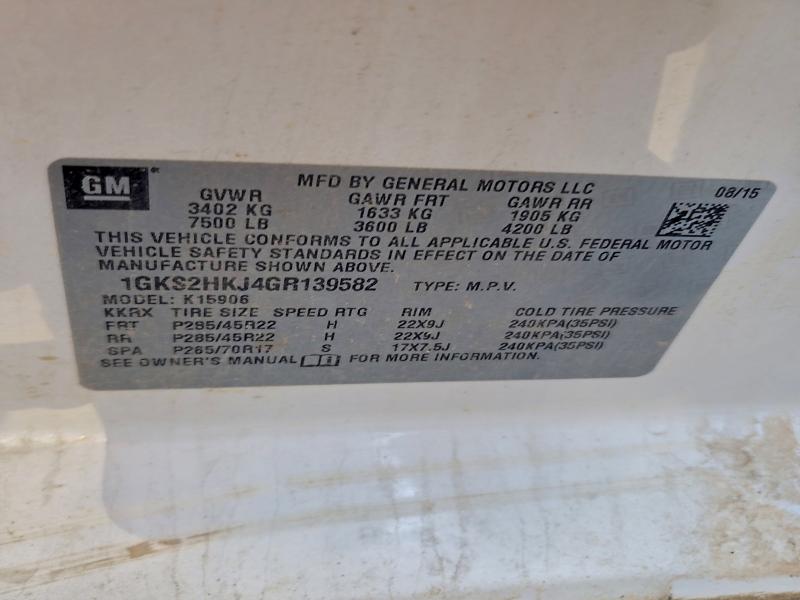 GM MFD BY GENERAL MOTORS LLC 08/15
GVWR GAWR FRT GAWR RR
3402 KG 1633 KG 1905 KG
7500 LB 3600 LB 4200 LB
THIS VEHICLE CONFORMS TO ALL APPLICABLE U.S. FEDERAL MOTOR
VEHICLE SAFETY STANDARDS IN EFFECT ON THE DATE OF
MANUFACTURE SHOWN ABOVE.
1GKS2HKJ4GR139582 TYPE: M.P.V.
MODEL: K15906
KKRX TIRE SIZE SPEED RTG RIM COLD TIRE PRESSURE
FRT P285/45R22 H 22X9J 240KPA(35PSI)
RR P285/45R22 H 22X9J 240KPA(35PSI)
SPA P265/70R17 S 17X7.5J 240KPA(35PSI)
SEE OWNER'S MANUAL FOR MORE INFORMATION.